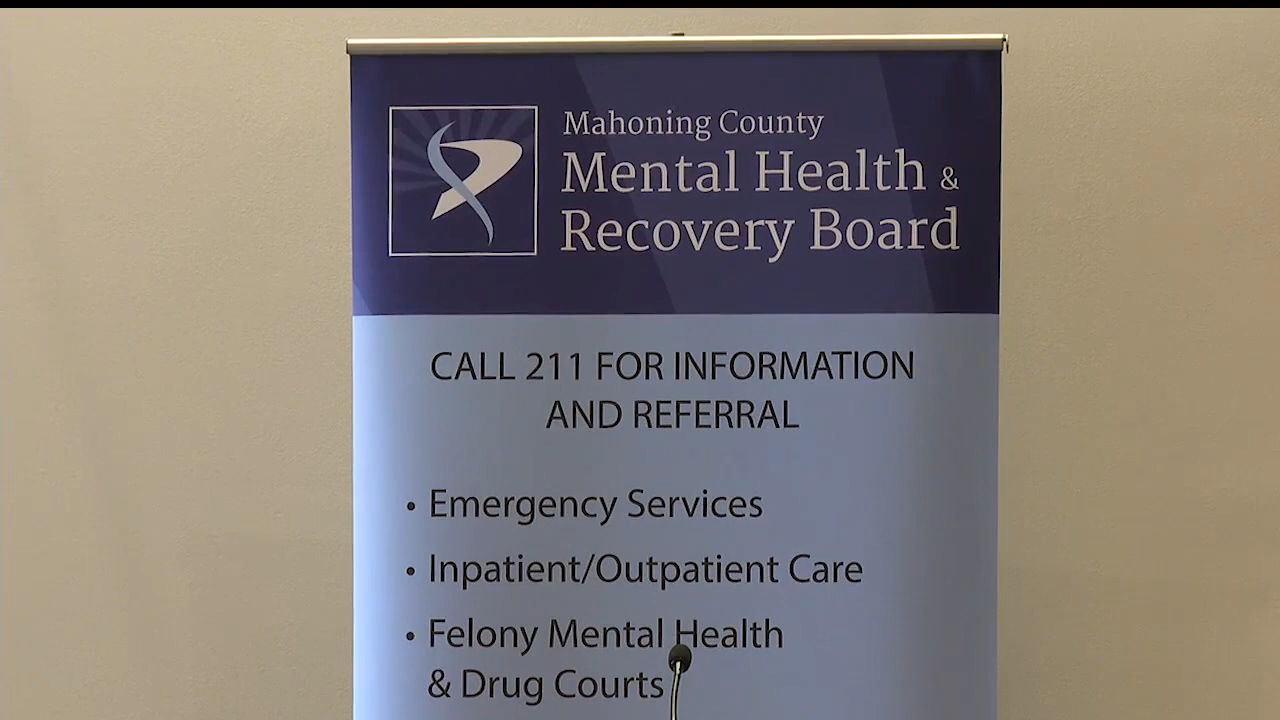 Mahoning County
Mental Health &
Recovery Board
CALL 211 FOR INFORMATION
AND REFERRAL
• Emergency Services
• Inpatient/Outpatient Care
• Felony Mental Health
& Drug Courts